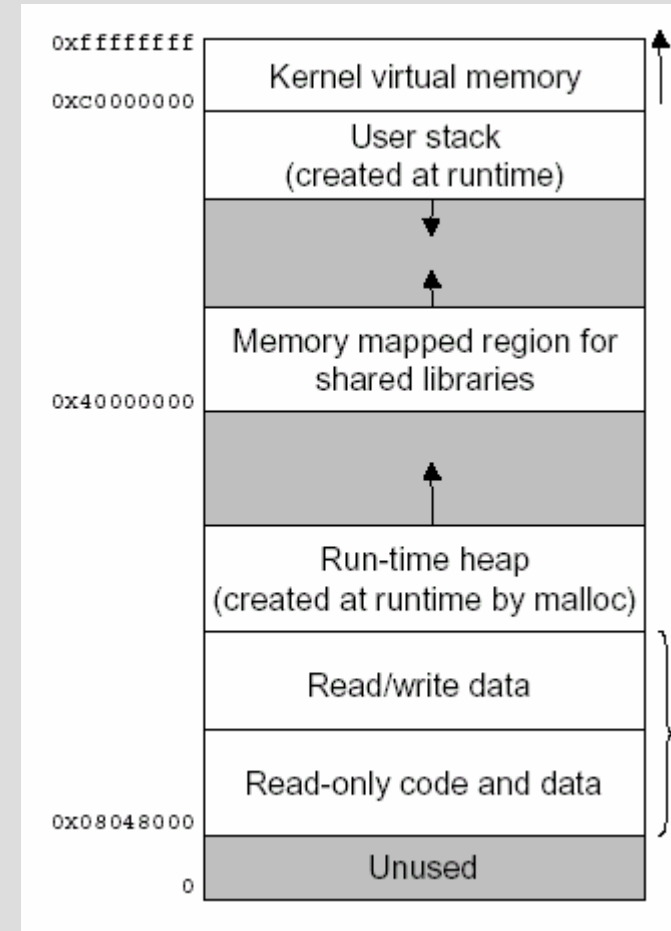 0xffffffff
Kernel virtual memory
0xc0000000
User stack
(created at runtime)
Memory mapped region for
shared libraries
0x40000000
Run-time heap
(created at runtime by malloc)
Read/write data
Read-only code and data
0x08048000
Unused
0